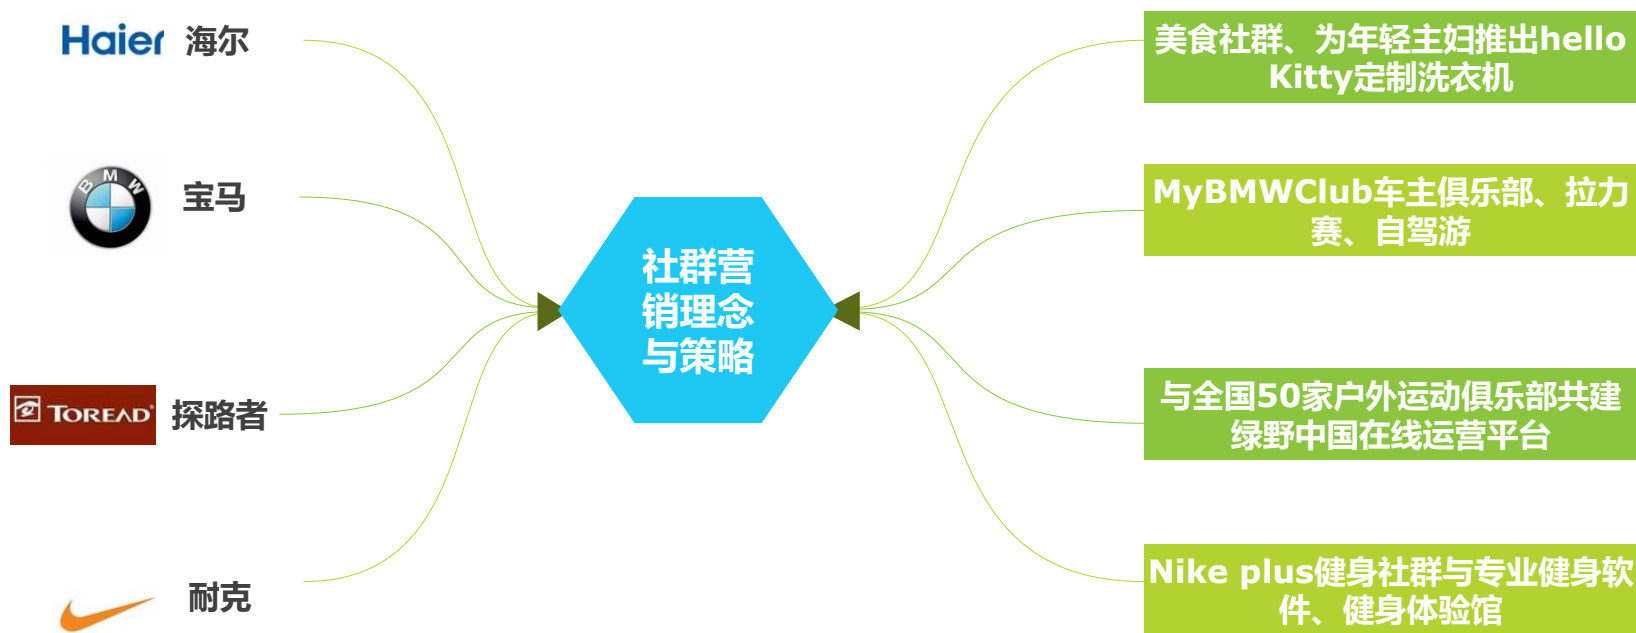 Haier 海尔
美食社群、为年轻主妇推出hello
Kitty定制洗衣机
BMW
宝马
MyBMWClub车主俱乐部、拉力
赛、自驾游
社群营
销理念
与策略
TOREAD 探路者
与全国50家户外运动俱乐部共建
绿野中国在线运营平台
耐克
Nike plus健身社群与专业健身软
件、健身体验馆